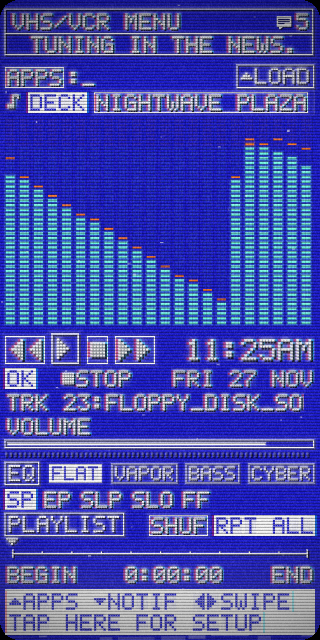 VHS/VCR MENU 5
TUNING IN THE NEWS.
APPS:_ LOAD
DECK NIGHTWAVE PLAZA
11:25AM
OK STOP FRI 27 NOV
TRK 23:FLOPPY_DISK_SO
VOLUME
EQ FLAT VAPOR BASS CYBER
SP EP SLP SLO FF
PLAYLIST SHUF RPT ALL
BEGIN 0:00:00 END
APPS NOTIF SWIPE
TAP HERE FOR SETUP